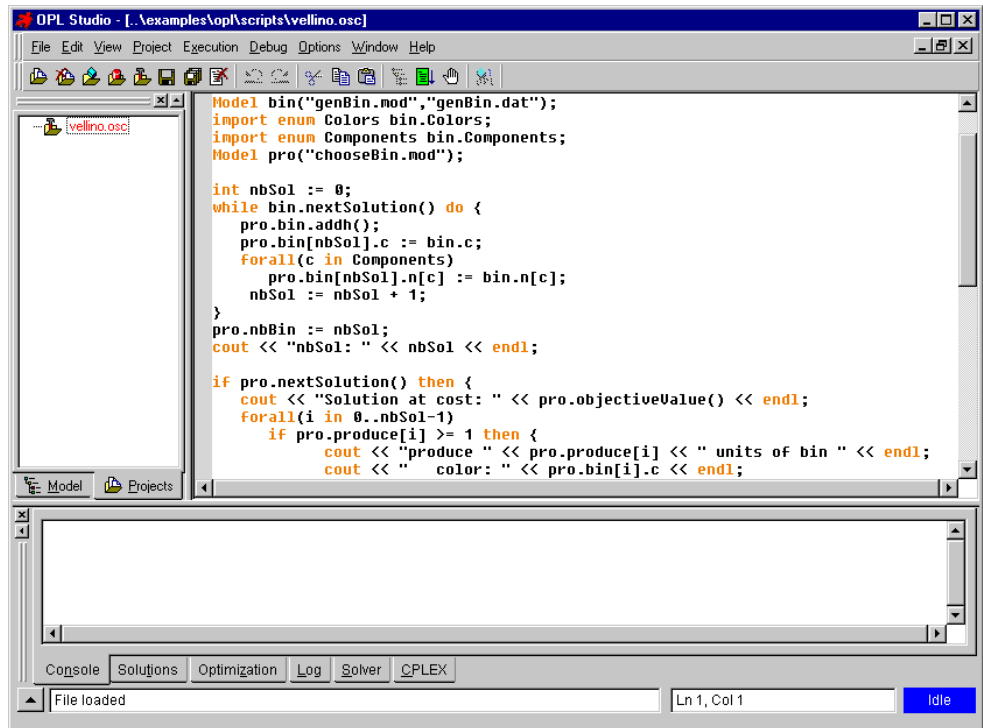 OPL Studio - [..\examples\opl\scripts\vellino.osc]
File Edit View Project Execution Debug Options Window Help
vellino.osc
Model bin("genBin.mod","genBin.dat");
import enum Colors bin.Colors;
import enum Components bin.Components;
Model pro("chooseBin.mod");
int nbSol := 0;
while bin.nextSolution() do {
   pro.bin.addh();
   pro.bin[nbSol].c := bin.c;
   forall(c in Components)
      pro.bin[nbSol].n[c] := bin.n[c];
    nbSol := nbSol + 1;
}
pro.nbBin := nbSol;
cout << "nbSol: " << nbSol << endl;
if pro.nextSolution() then {
   cout << "Solution at cost: " << pro.objectiveValue() << endl;
   forall(i in 0..nbSol-1)
      if pro.produce[i] >= 1 then {
            cout << "produce " << pro.produce[i] << " units of bin " << endl;
            cout << "   color: " << pro.bin[i].c << endl;
Model Projects
Console Solutions Optimization Log Solver CPLEX
File loaded Ln 1, Col 1 Idle